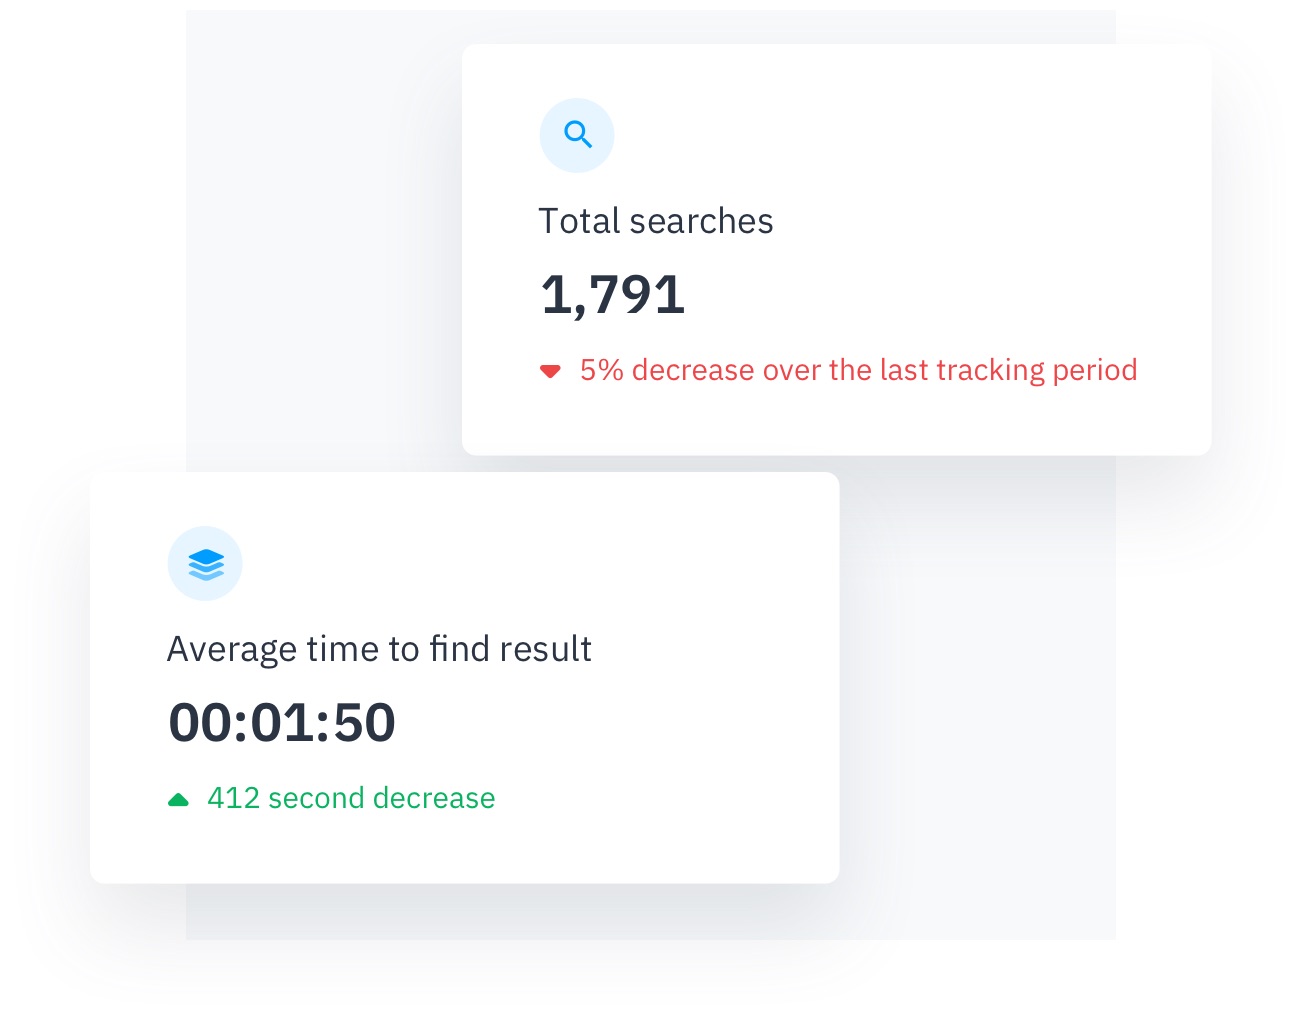 Total searches
1,791
5% decrease over the last tracking period
Average time to find result
00:01:50
412 second decrease